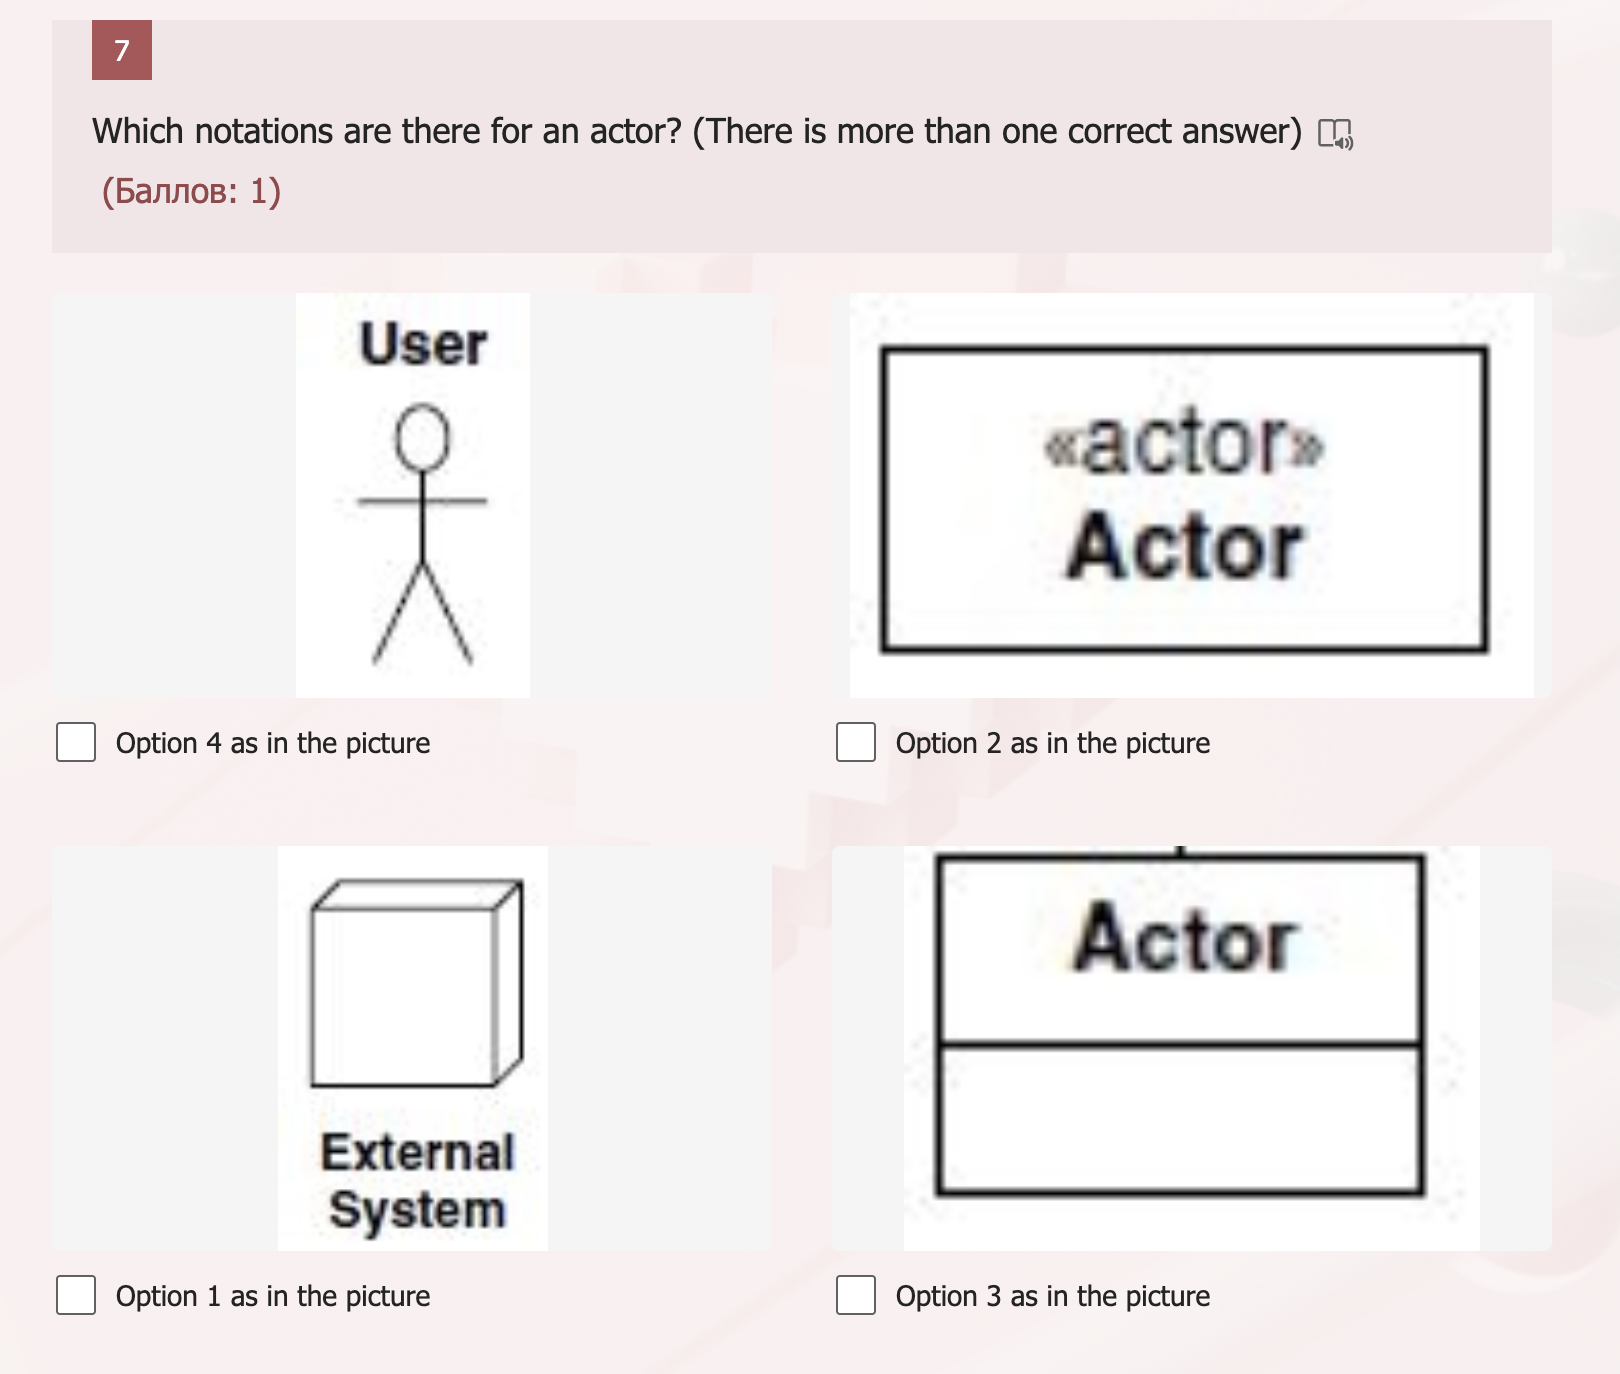 7
Which notations are there for an actor? (There is more than one correct answer)
(Баллов: 1)
User
Option 4 as in the picture
«actor»
Actor
Option 2 as in the picture
External
System
Option 1 as in the picture
Actor
Option 3 as in the picture